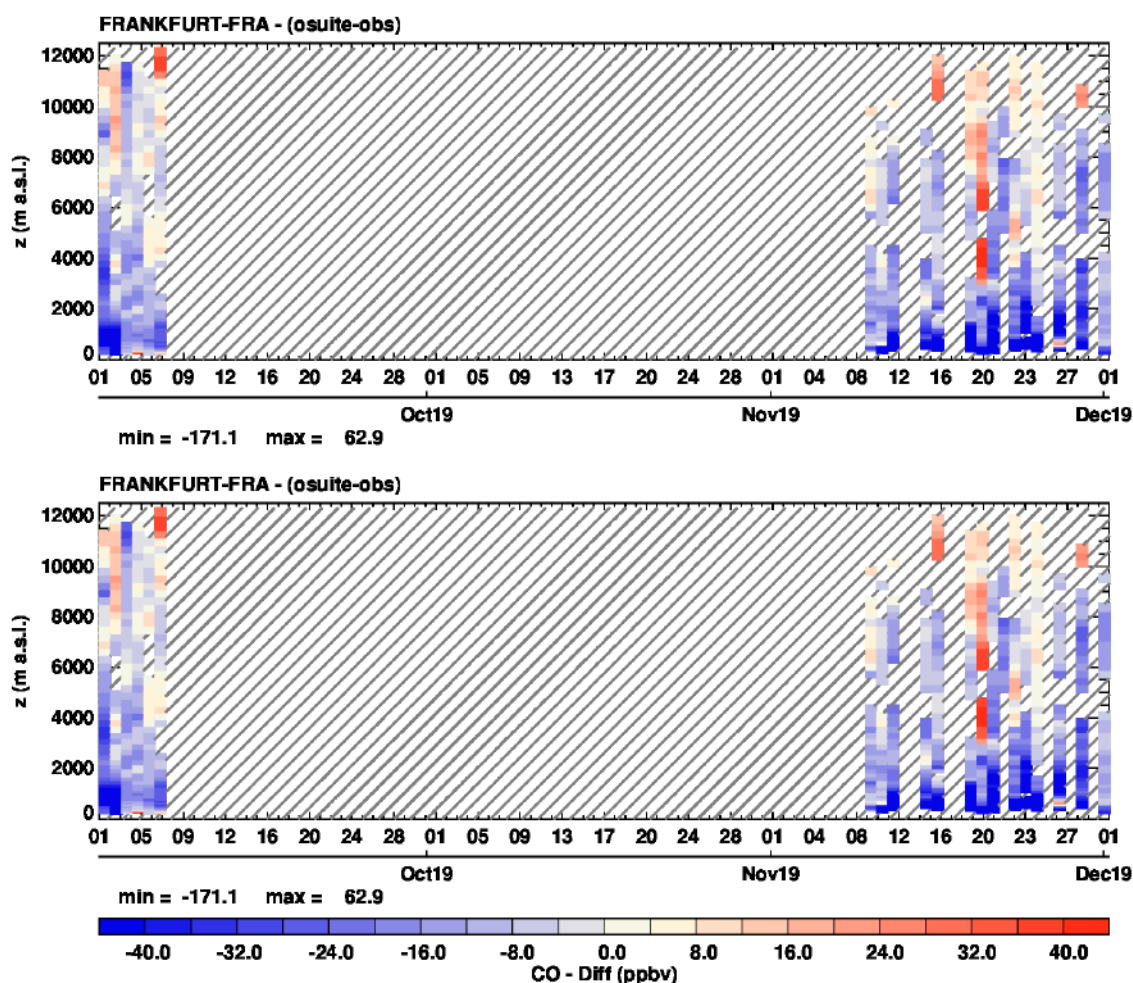 FRANKFURT-FRA - (osuite-obs)
12000
10000
8000
6000
4000
2000
0
z (m a.s.l.)
01 05 09 12 16 20 24 28 01 05 09 13 17 20 24 28 01 04 08 12 16 20 23 27 01
Oct19 Nov19 Dec19
min = -171.1 max = 62.9
FRANKFURT-FRA - (osuite-obs)
12000
10000
8000
6000
4000
2000
0
z (m a.s.l.)
01 05 09 12 16 20 24 28 01 05 09 13 17 20 24 28 01 04 08 12 16 20 23 27 01
Oct19 Nov19 Dec19
min = -171.1 max = 62.9
-40.0 -32.0 -24.0 -16.0 -8.0 0.0 8.0 16.0 24.0 32.0 40.0
CO - Diff (ppbv)